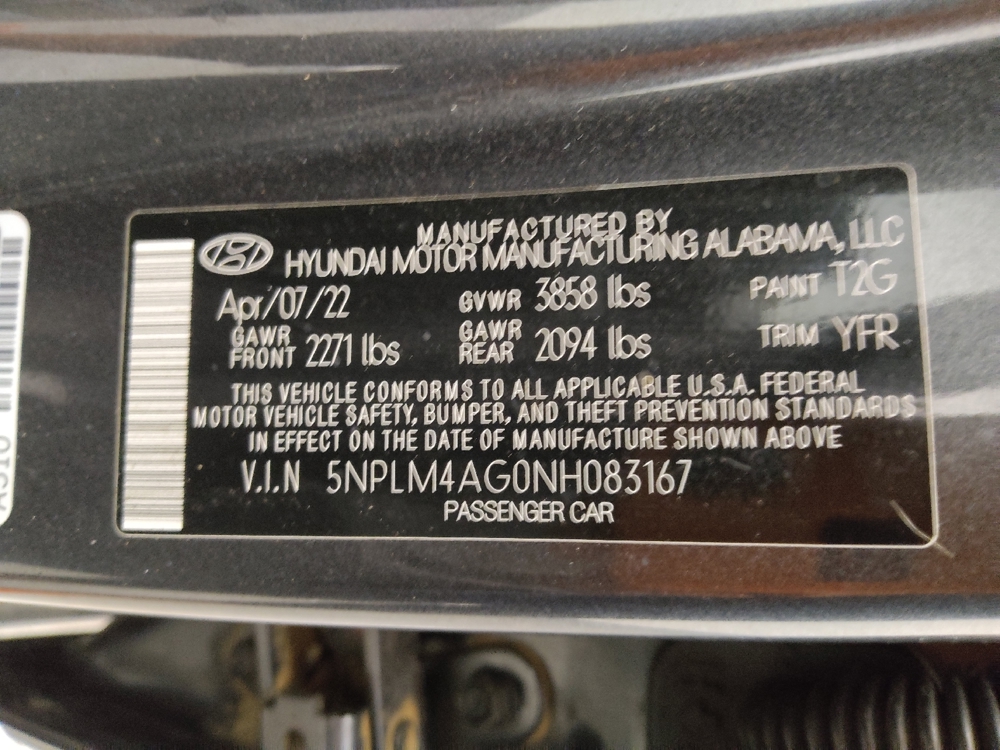 MANUFACTURED BY
HYUNDAI MOTOR MANUFACTURING ALABAMA, LLC
Apr/07/22 GVWR 3858 lbs PAINT T2G
GAWR FRONT 2271 lbs GAWR REAR 2094 lbs TRIM YFR
THIS VEHICLE CONFORMS TO ALL APPLICABLE U.S.A. FEDERAL
MOTOR VEHICLE SAFETY, BUMPER, AND THEFT PREVENTION STANDARDS
IN EFFECT ON THE DATE OF MANUFACTURE SHOWN ABOVE
V.I.N 5NPLM4AG0NH083167
PASSENGER CAR